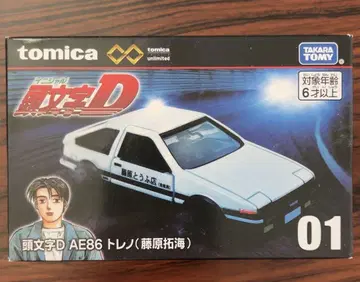 tomica
tomica
unlimited
TAKARA
TOMY
対象年齢
6才以上
頭文字D
藤原とうふ店
頭文字D AE86 トレノ(藤原拓海)
01